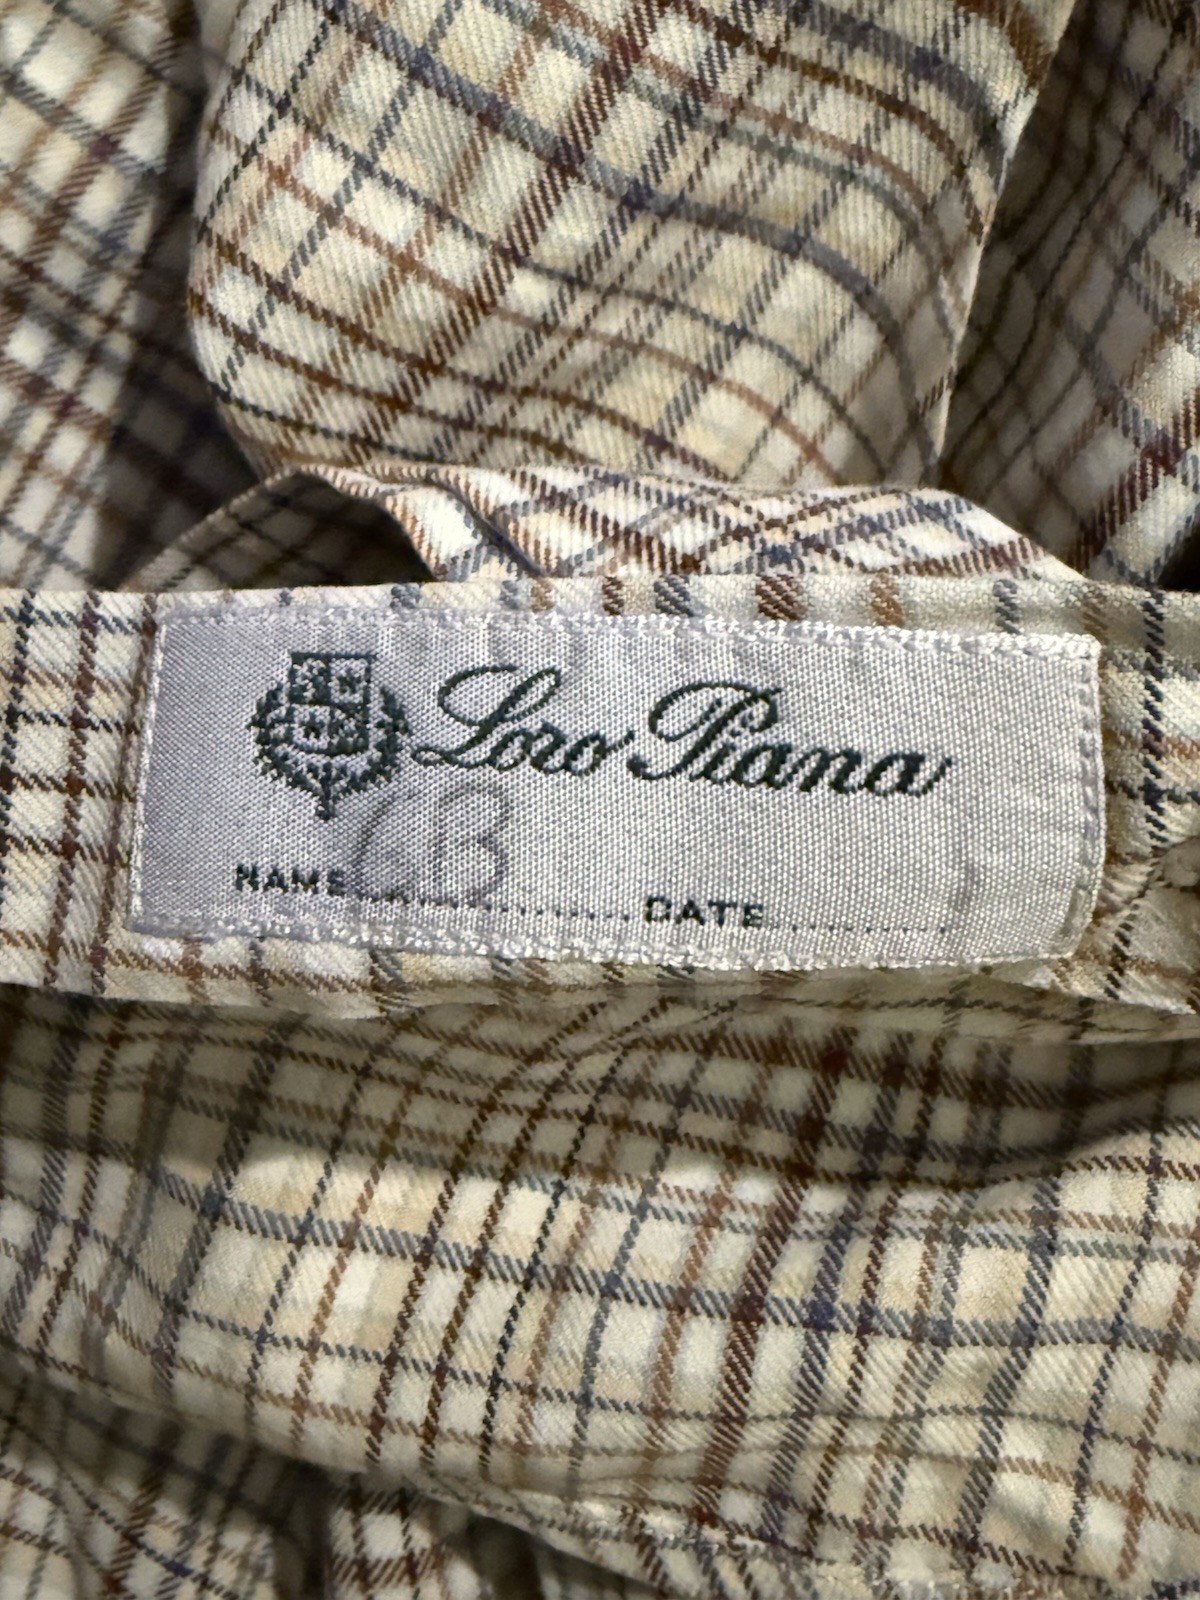 Loro Piana
GB
NAME.................... DATE................